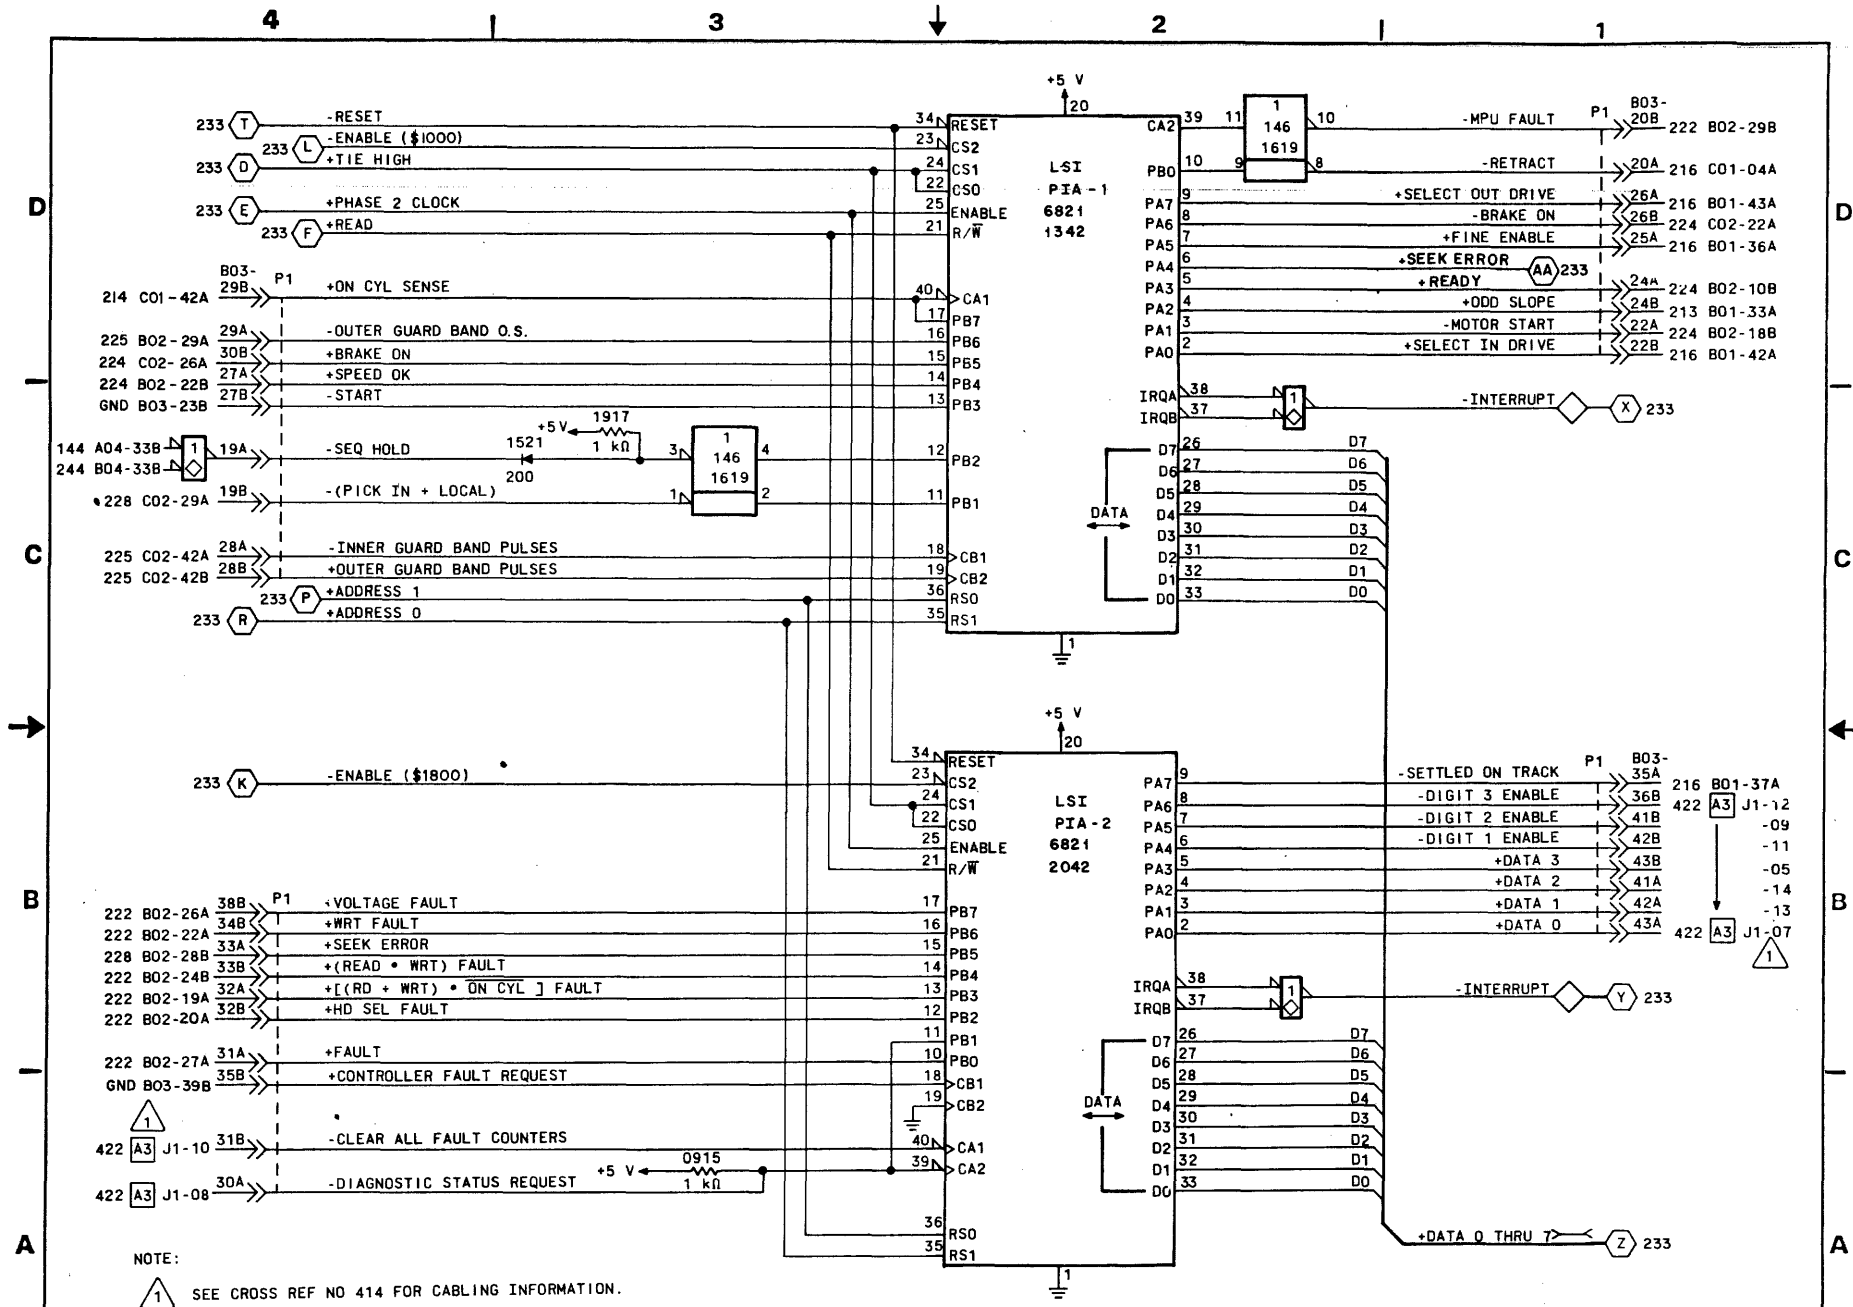 4 3 2 1
+5 V
20
233 T -RESET 34 RESET
233 L -ENABLE ($1000) 23 CS2
233 D +TIE HIGH 24 CS1
22 CS0
233 E +PHASE 2 CLOCK 25 ENABLE
233 F +READ 21 R/W
LSI
PIA-1
6821
1342
B03-
P1
214 C01-42A 29B +ON CYL SENSE 40 CA1
17 PB7
225 B02-29A 29A -OUTER GUARD BAND O.S. 16 PB6
224 C02-26A 30B +BRAKE ON 15 PB5
224 B02-22B 27A +SPEED OK 14 PB4
GND B03-23B 27B -START 13 PB3
144 A04-33B
244 B04-33B
1
19A -SEQ HOLD 1521 200 +5V 1917 1 kΩ 3 1 146 1619 4 12 PB2
228 C02-29A 19B -(PICK IN + LOCAL) 1 2 11 PB1
225 C02-42A 28A -INNER GUARD BAND PULSES 18 CB1
225 C02-42B 28B +OUTER GUARD BAND PULSES 19 CB2
233 P +ADDRESS 1 36 RS0
233 R +ADDRESS 0 35 RS1
1
B03-
P1
CA2 39 11 1 146 1619 10 -MPU FAULT 20B 222 B02-29B
PB0 10 9 8 -RETRACT 20A 216 C01-04A
PA7 9 +SELECT OUT DRIVE 26A 216 B01-43A
PA6 8 -BRAKE ON 26B 224 C02-22A
PA5 7 +FINE ENABLE 25A 216 B01-36A
PA4 6 +SEEK ERROR AA 233
PA3 5 +READY 24A 224 B02-10B
PA2 4 +ODD SLOPE 24B 213 B01-33A
PA1 3 -MOTOR START 22A 224 B02-18B
PA0 2 +SELECT IN DRIVE 22B 216 B01-42A
IRQA 38 1 -INTERRUPT X 233
IRQB 37
DATA
D7 26 D7
D6 27 D6
D5 28 D5
D4 29 D4
D3 30 D3
D2 31 D2
D1 32 D1
D0 33 D0
+5 V
20
34 RESET
233 K -ENABLE ($1800) 23 CS2
24 CS1
22 CS0
25 ENABLE
21 R/W
LSI
PIA-2
6821
2042
P1
222 B02-26A 38B +VOLTAGE FAULT 17 PB7
222 B02-22A 34B +WRT FAULT 16 PB6
228 B02-28B 33A +SEEK ERROR 15 PB5
222 B02-24B 33B +(READ • WRT) FAULT 14 PB4
222 B02-19A 32A +[(RD + WRT) • ON CYL ] FAULT 13 PB3
222 B02-20A 32B +HD SEL FAULT 12 PB2
11 PB1
222 B02-27A 31A +FAULT 10 PB0
GND B03-39B 35B +CONTROLLER FAULT REQUEST 18 CB1
19 CB2
1
422 A3 J1-10 31B -CLEAR ALL FAULT COUNTERS 40 CA1
+5 V 0915 1 kΩ 39 CA2
422 A3 J1-08 30A -DIAGNOSTIC STATUS REQUEST
36 RS0
35 RS1
1
P1 B03-
PA7 9 -SETTLED ON TRACK 35A 216 B01-37A
PA6 8 -DIGIT 3 ENABLE 36B 422 A3 J1-12
PA5 7 -DIGIT 2 ENABLE 41B -09
PA4 6 -DIGIT 1 ENABLE 42B -11
PA3 5 +DATA 3 43B -05
PA2 4 +DATA 2 41A -14
PA1 3 +DATA 1 42A -13
PA0 2 +DATA 0 43A 422 A3 J1-07
1
IRQA 38 1 -INTERRUPT Y 233
IRQB 37
DATA
D7 26 D7
D6 27 D6
D5 28 D5
D4 29 D4
D3 30 D3
D2 31 D2
D1 32 D1
D0 33 D0
+DATA 0 THRU 7 Z 233
D C B A
D C B A
NOTE:
1 SEE CROSS REF NO 414 FOR CABLING INFORMATION.